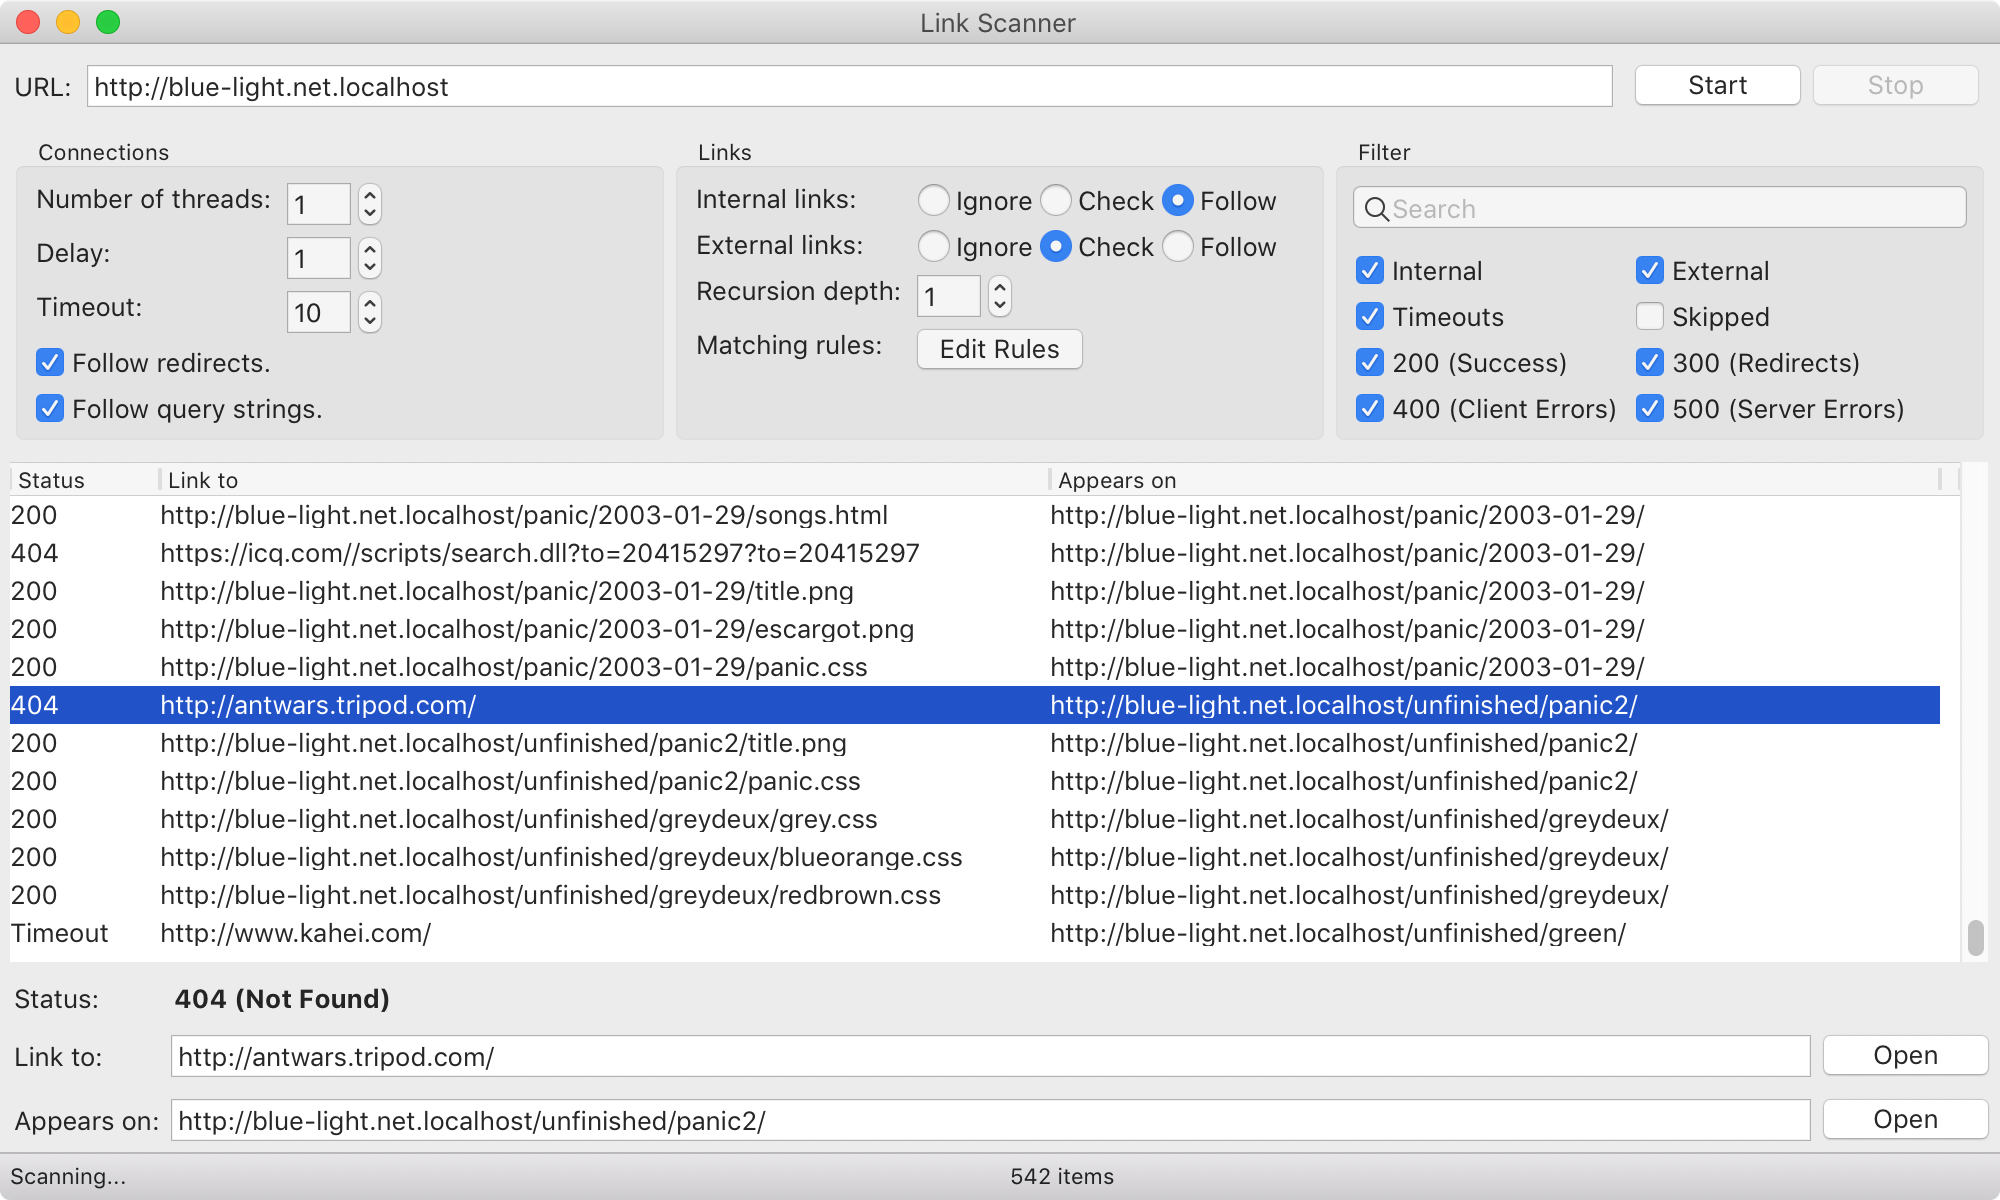 Link Scanner
URL: http://blue-light.net.localhost Start Stop
Connections
Number of threads: 1
Delay: 1
Timeout: 10
Follow redirects.
Follow query strings.
Links
Internal links: Ignore Check Follow
External links: Ignore Check Follow
Recursion depth: 1
Matching rules: Edit Rules
Filter
Search
Internal External
Timeouts Skipped
200 (Success) 300 (Redirects)
400 (Client Errors) 500 (Server Errors)
Status Link to Appears on
200 http://blue-light.net.localhost/panic/2003-01-29/songs.html http://blue-light.net.localhost/panic/2003-01-29/
404 https://icq.com//scripts/search.dll?to=20415297?to=20415297 http://blue-light.net.localhost/panic/2003-01-29/
200 http://blue-light.net.localhost/panic/2003-01-29/title.png http://blue-light.net.localhost/panic/2003-01-29/
200 http://blue-light.net.localhost/panic/2003-01-29/escargot.png http://blue-light.net.localhost/panic/2003-01-29/
200 http://blue-light.net.localhost/panic/2003-01-29/panic.css http://blue-light.net.localhost/panic/2003-01-29/
404 http://antwars.tripod.com/ http://blue-light.net.localhost/unfinished/panic2/
200 http://blue-light.net.localhost/unfinished/panic2/title.png http://blue-light.net.localhost/unfinished/panic2/
200 http://blue-light.net.localhost/unfinished/panic2/panic.css http://blue-light.net.localhost/unfinished/panic2/
200 http://blue-light.net.localhost/unfinished/greydeux/grey.css http://blue-light.net.localhost/unfinished/greydeux/
200 http://blue-light.net.localhost/unfinished/greydeux/blueorange.css http://blue-light.net.localhost/unfinished/greydeux/
200 http://blue-light.net.localhost/unfinished/greydeux/redbrown.css http://blue-light.net.localhost/unfinished/greydeux/
Timeout http://www.kahei.com/ http://blue-light.net.localhost/unfinished/green/
Status: 404 (Not Found)
Link to: http://antwars.tripod.com/ Open
Appears on: http://blue-light.net.localhost/unfinished/panic2/ Open
Scanning... 542 items